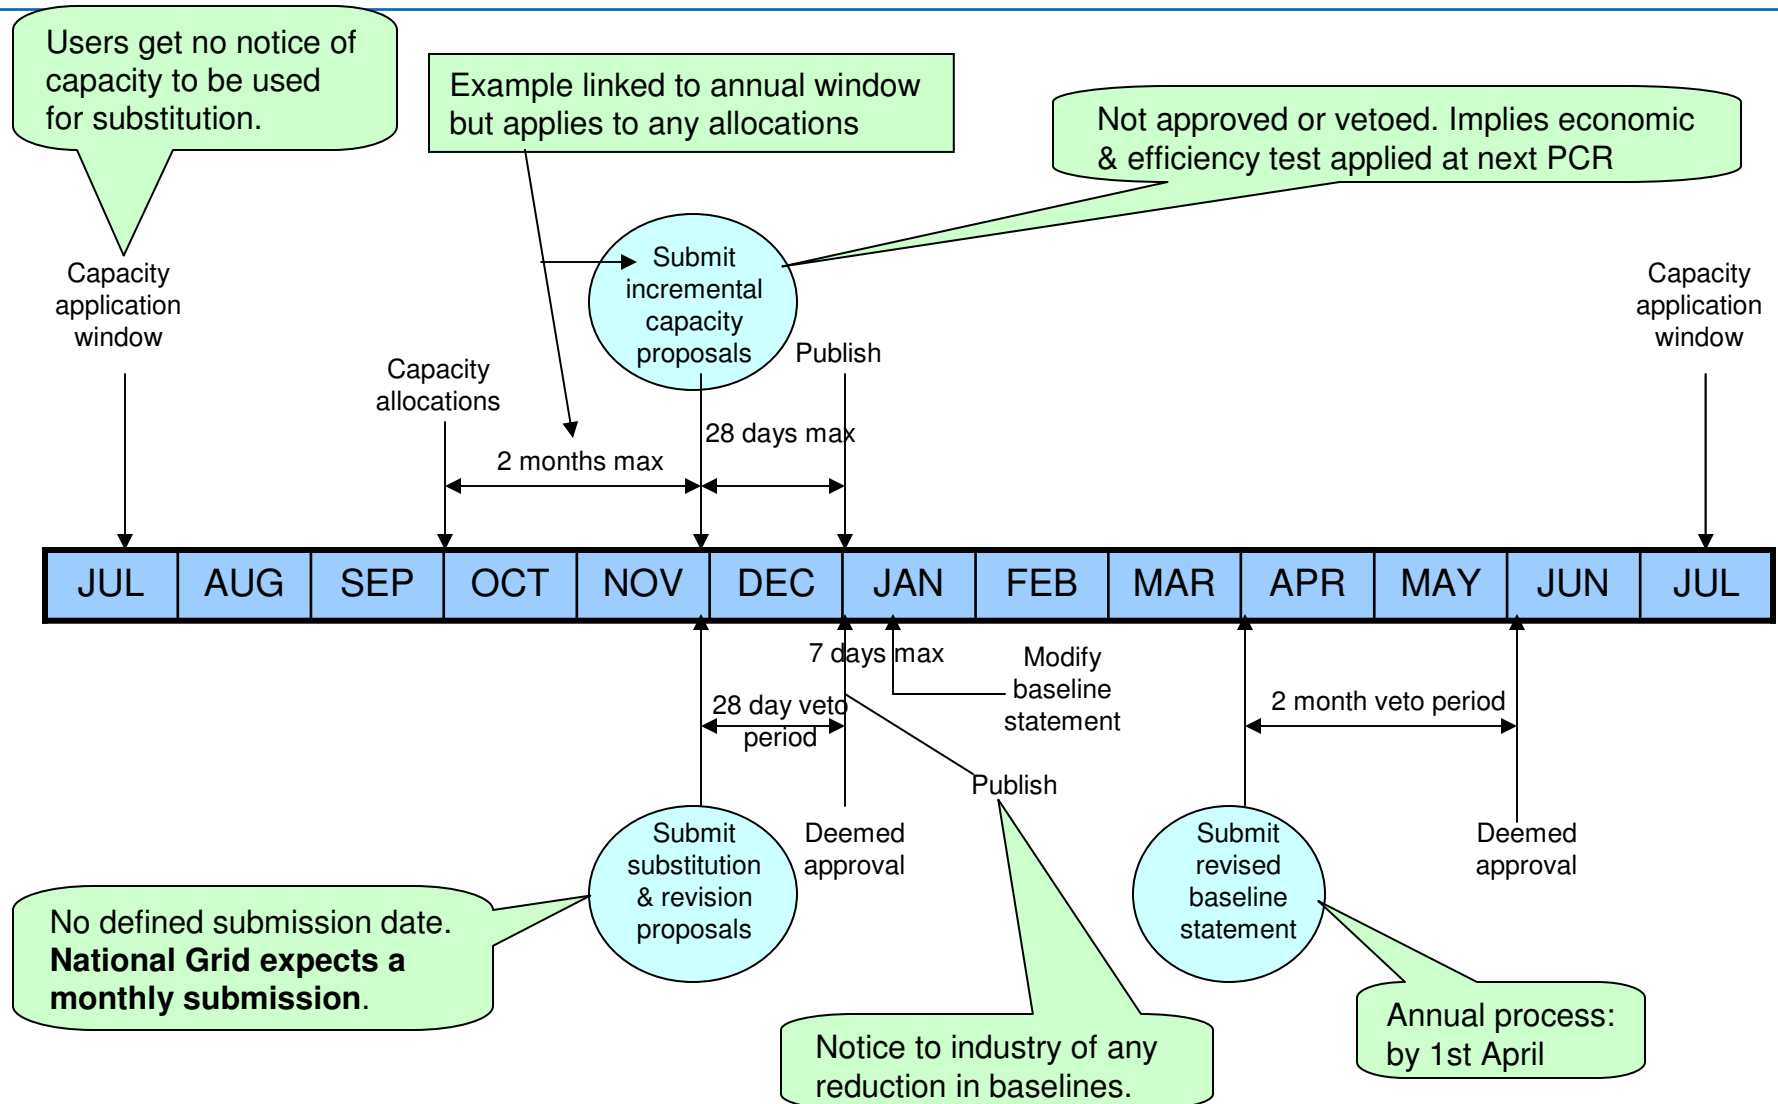 Users get no notice of
capacity to be used
for substitution.
Example linked to annual window
but applies to any allocations
Not approved or vetoed. Implies economic
& efficiency test applied at next PCR
Capacity
application
window
Submit
incremental
capacity
proposals
Capacity
application
window
Publish
Capacity
allocations
28 days max
2 months max
JUL AUG SEP OCT NOV DEC JAN FEB MAR APR MAY JUN JUL
7 days max
Modify
baseline
statement
28 day veto
period
2 month veto period
Publish
Submit
substitution
& revision
proposals
Deemed
approval
Submit
revised
baseline
statement
Deemed
approval
No defined submission date.
National Grid expects a
monthly submission.
Notice to industry of any
reduction in baselines.
Annual process:
by 1st April